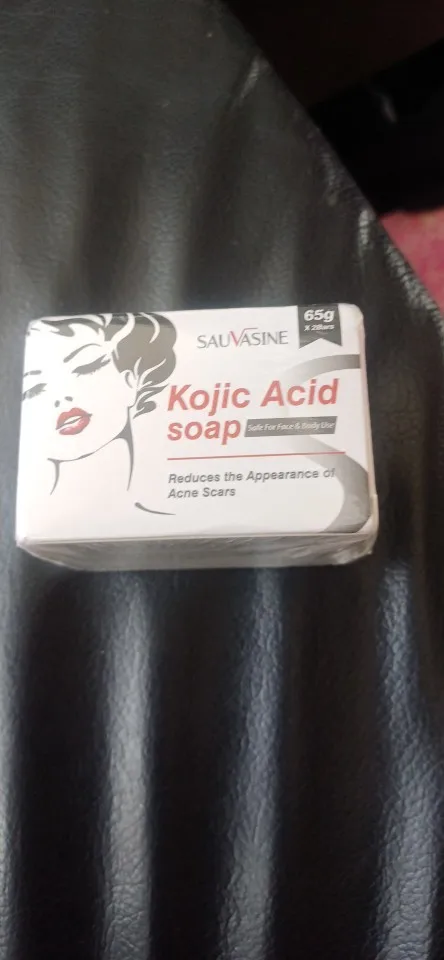 65g
X 2Bars
SAUVASINE
Kojic Acid
soap Safe For Face & Body Use
Reduces the Appearance of
Acne Scars